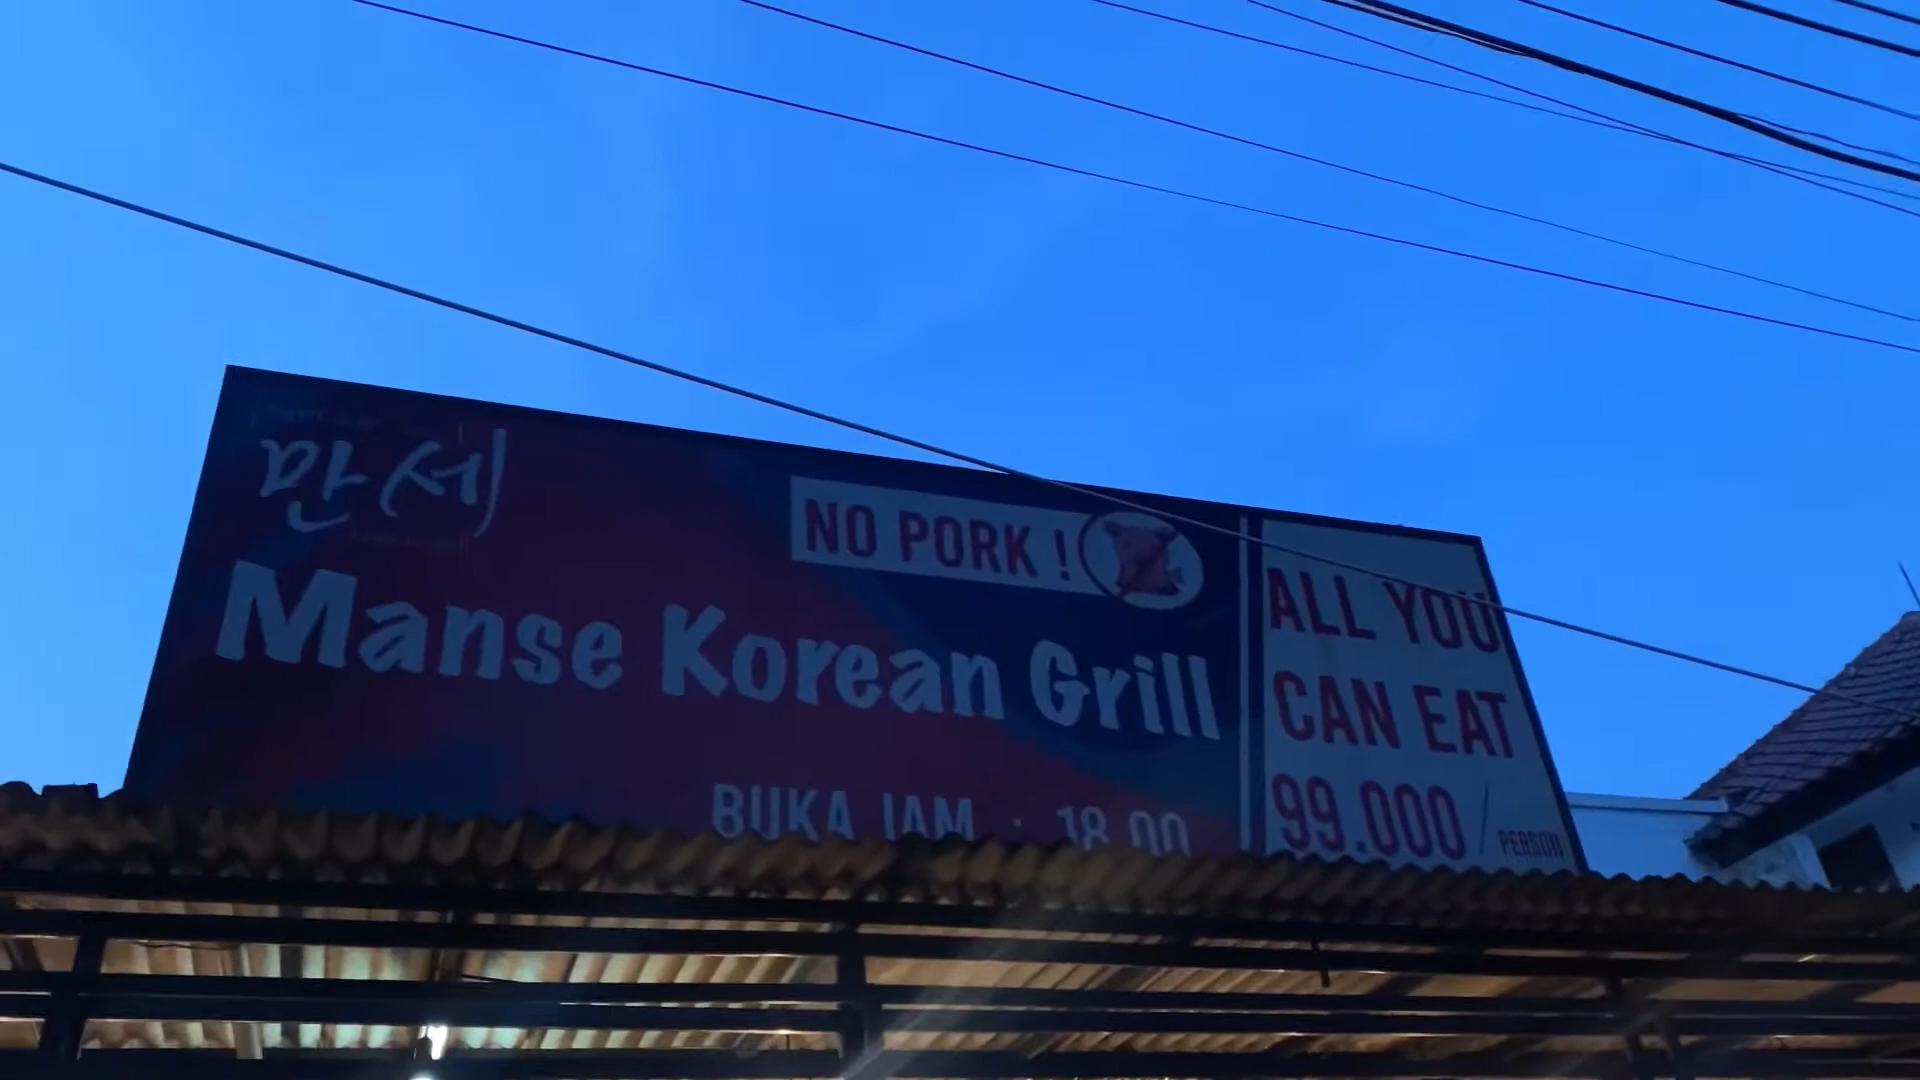 만세
Manse Korean Grill
NO PORK !
BUKA JAM : 18.00
ALL YOU
CAN EAT
99.000/
PERSON